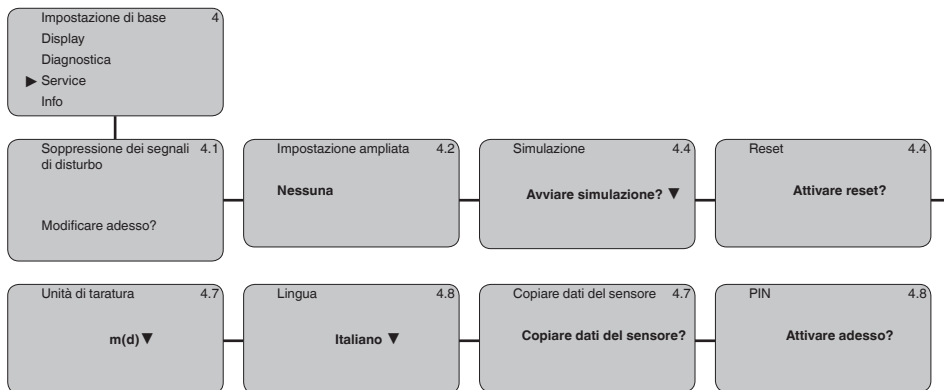 Impostazione di base 4
Display
Diagnostica
▶ Service
Info
Soppressione dei segnali 4.1
di disturbo
Modificare adesso?
Impostazione ampliata 4.2
Nessuna
Simulazione 4.4
Avviare simulazione? ▼
Reset 4.4
Attivare reset?
Unità di taratura 4.7
m(d) ▼
Lingua 4.8
Italiano ▼
Copiare dati del sensore 4.7
Copiare dati del sensore?
PIN 4.8
Attivare adesso?